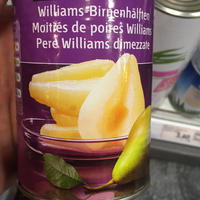 Williams Birnenhälften
Moitiés de poires Williams
Pere Williams dimezzate